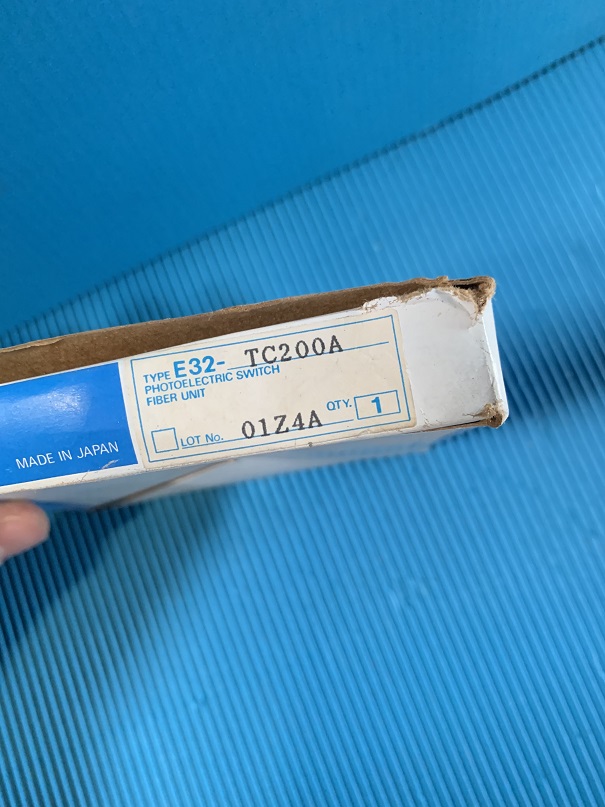 TYPE E32- TC200A
PHOTOELECTRIC SWITCH
FIBER UNIT
LOT No. 01Z4A QTY. 1
MADE IN JAPAN